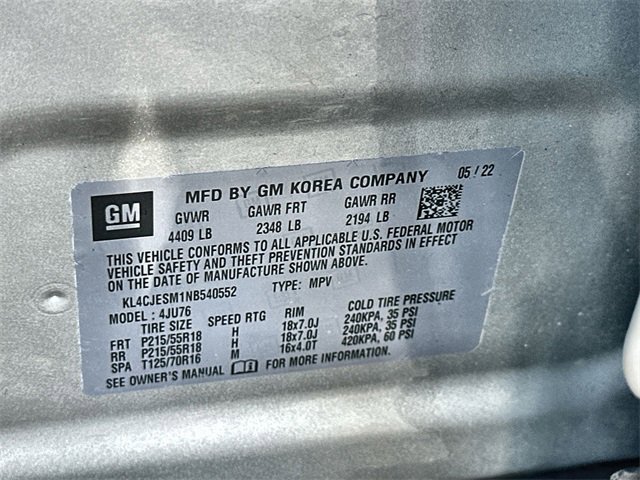 GM
MFD BY GM KOREA COMPANY 05 / 22
GVWR GAWR FRT GAWR RR
4409 LB 2348 LB 2194 LB
THIS VEHICLE CONFORMS TO ALL APPLICABLE U.S. FEDERAL MOTOR
VEHICLE SAFETY AND THEFT PREVENTION STANDARDS IN EFFECT
ON THE DATE OF MANUFACTURE SHOWN ABOVE.
KL4CJESM1NB540552 TYPE: MPV
MODEL : 4JU76
TIRE SIZE SPEED RTG RIM COLD TIRE PRESSURE
FRT P215/55R18 H 18x7.0J 240KPA, 35 PSI
RR P215/55R18 H 18x7.0J 240KPA, 35 PSI
SPA T125/70R16 M 16x4.0T 420KPA, 60 PSI
SEE OWNER'S MANUAL FOR MORE INFORMATION.